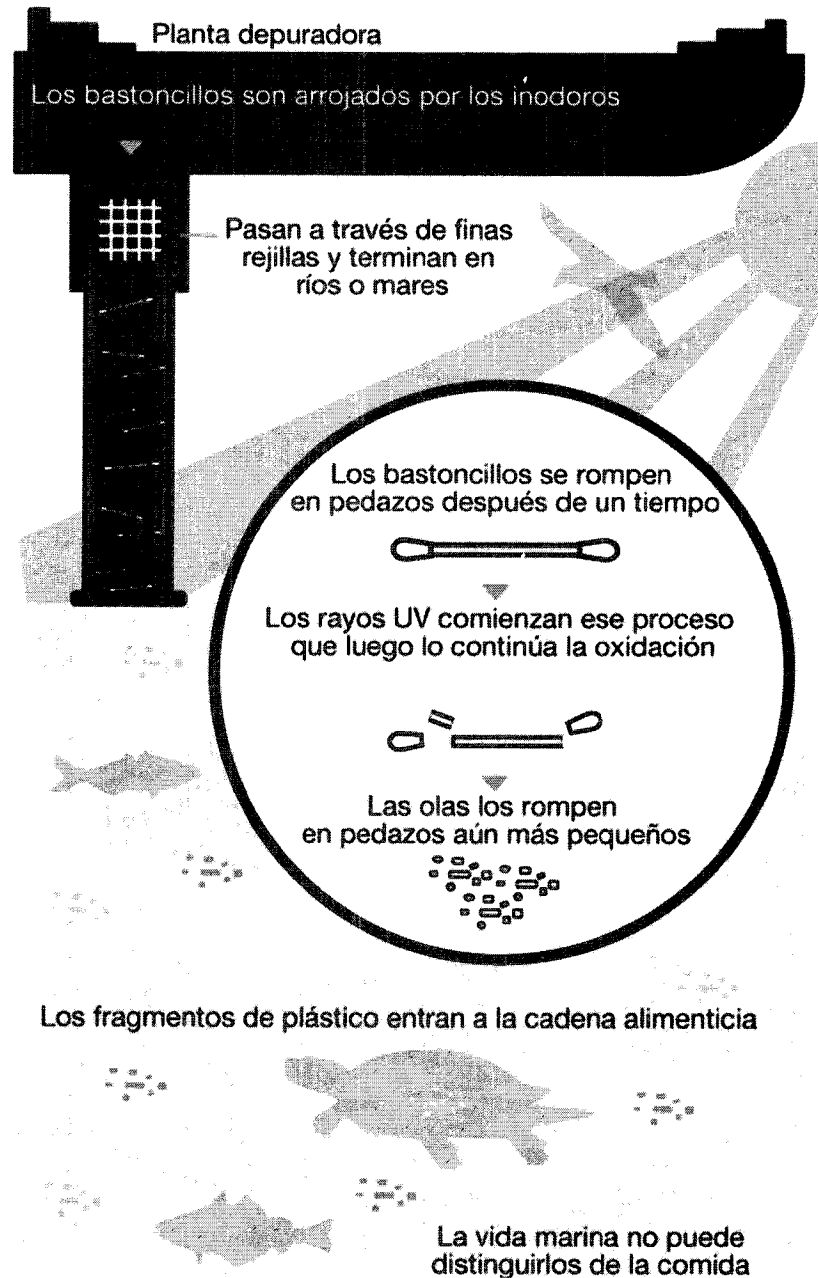 Planta depuradora
Los bastoncillos son arrojados por los inodoros
Pasan a través de finas
rejillas y terminan en
ríos o mares
Los bastoncillos se rompen
en pedazos después de un tiempo
Los rayos UV comienzan ese proceso
que luego lo continúa la oxidación
Las olas los rompen
en pedazos aún más pequeños
Los fragmentos de plástico entran a la cadena alimenticia
La vida marina no puede
distinguirlos de la comida